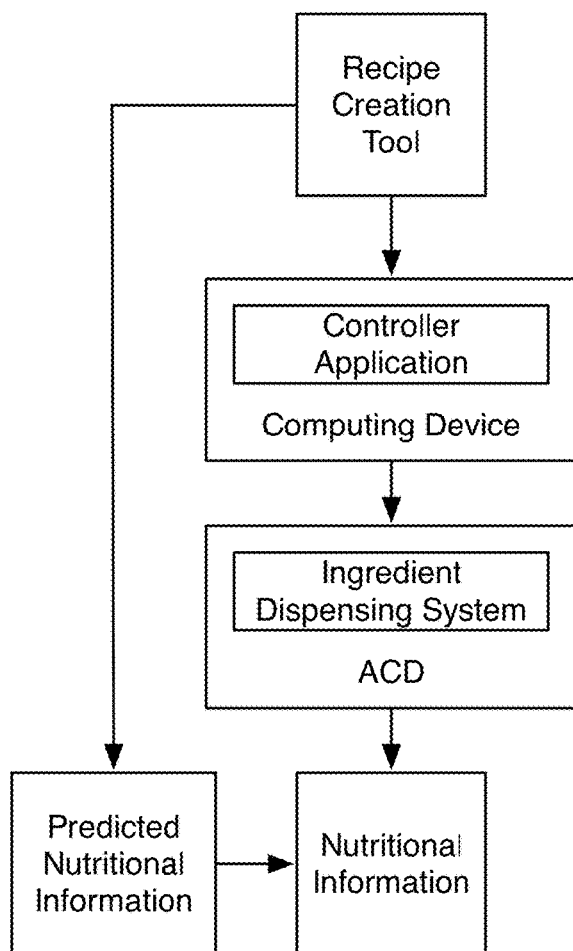 Recipe
Creation
Tool
Controller
Application
Computing Device
Ingredient
Dispensing System
ACD
Predicted
Nutritional
Information
Nutritional
Information